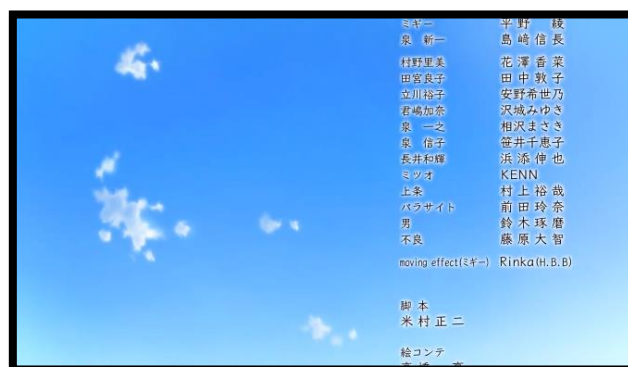 ミギー 平野 綾
泉 新一 島﨑信長
村野里美 花澤香菜
田宮良子 田中敦子
立川裕子 安野希世乃
君嶋加奈 沢城みゆき
泉 一之 相沢まさき
泉 信子 笹井千恵子
長井和輝 浜添伸也
ミツオ KENN
上条 村上裕哉
パラサイト 前田玲奈
男 鈴木琢磨
不良 藤原大智
moving effect(ミギー) Rinka(H.B.B)
脚本
米村正二
絵コンテ